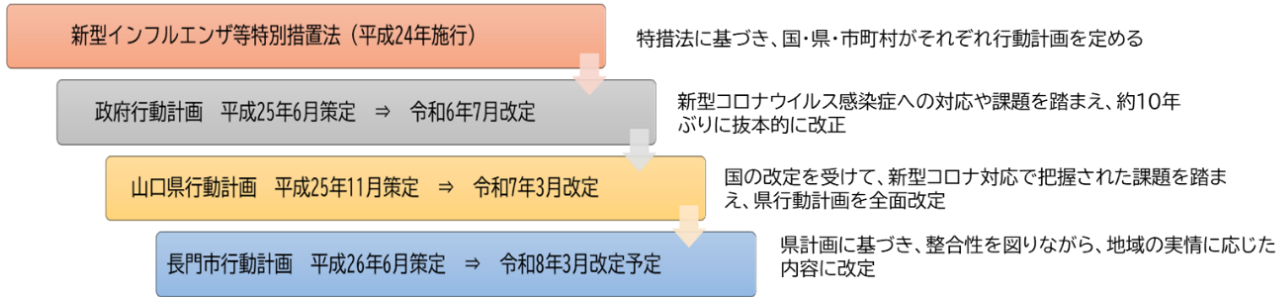 新型インフルエンザ等特別措置法（平成24年施行）
特措法に基づき、国・県・市町村がそれぞれ行動計画を定める
政府行動計画　平成25年6月策定　⇒　令和6年7月改定
新型コロナウイルス感染症への対応や課題を踏まえ、約10年
ぶりに抜本的に改正
山口県行動計画　平成25年11月策定　⇒　令和7年3月改定
国の改定を受けて、新型コロナ対応で把握された課題を踏ま
え、県行動計画を全面改定
長門市行動計画　平成26年6月策定　⇒　令和8年3月改定予定
県計画に基づき、整合性を図りながら、地域の実情に応じた
内容に改定